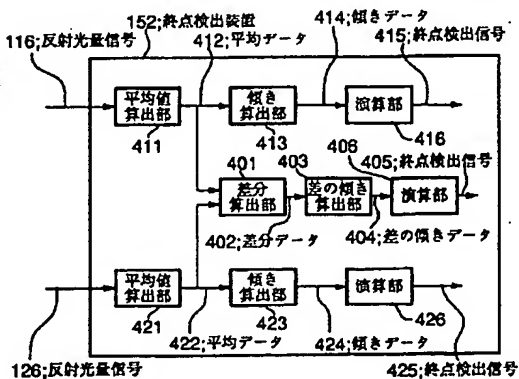 152;終点検出装置
414;傾きデータ
116;反射光量信号
412;平均データ
415;終点検出信号
平均値
算出部
411
傾き
算出部
413
演算部
416
406
405;終点検出信号
401
差分
算出部
403
差の傾き
算出部
演算部
402;差分データ
404;差の傾きデータ
平均値
算出部
421
傾き
算出部
423
演算部
426
126;反射光量信号
422;平均データ
424;傾きデータ
425;終点検出信号